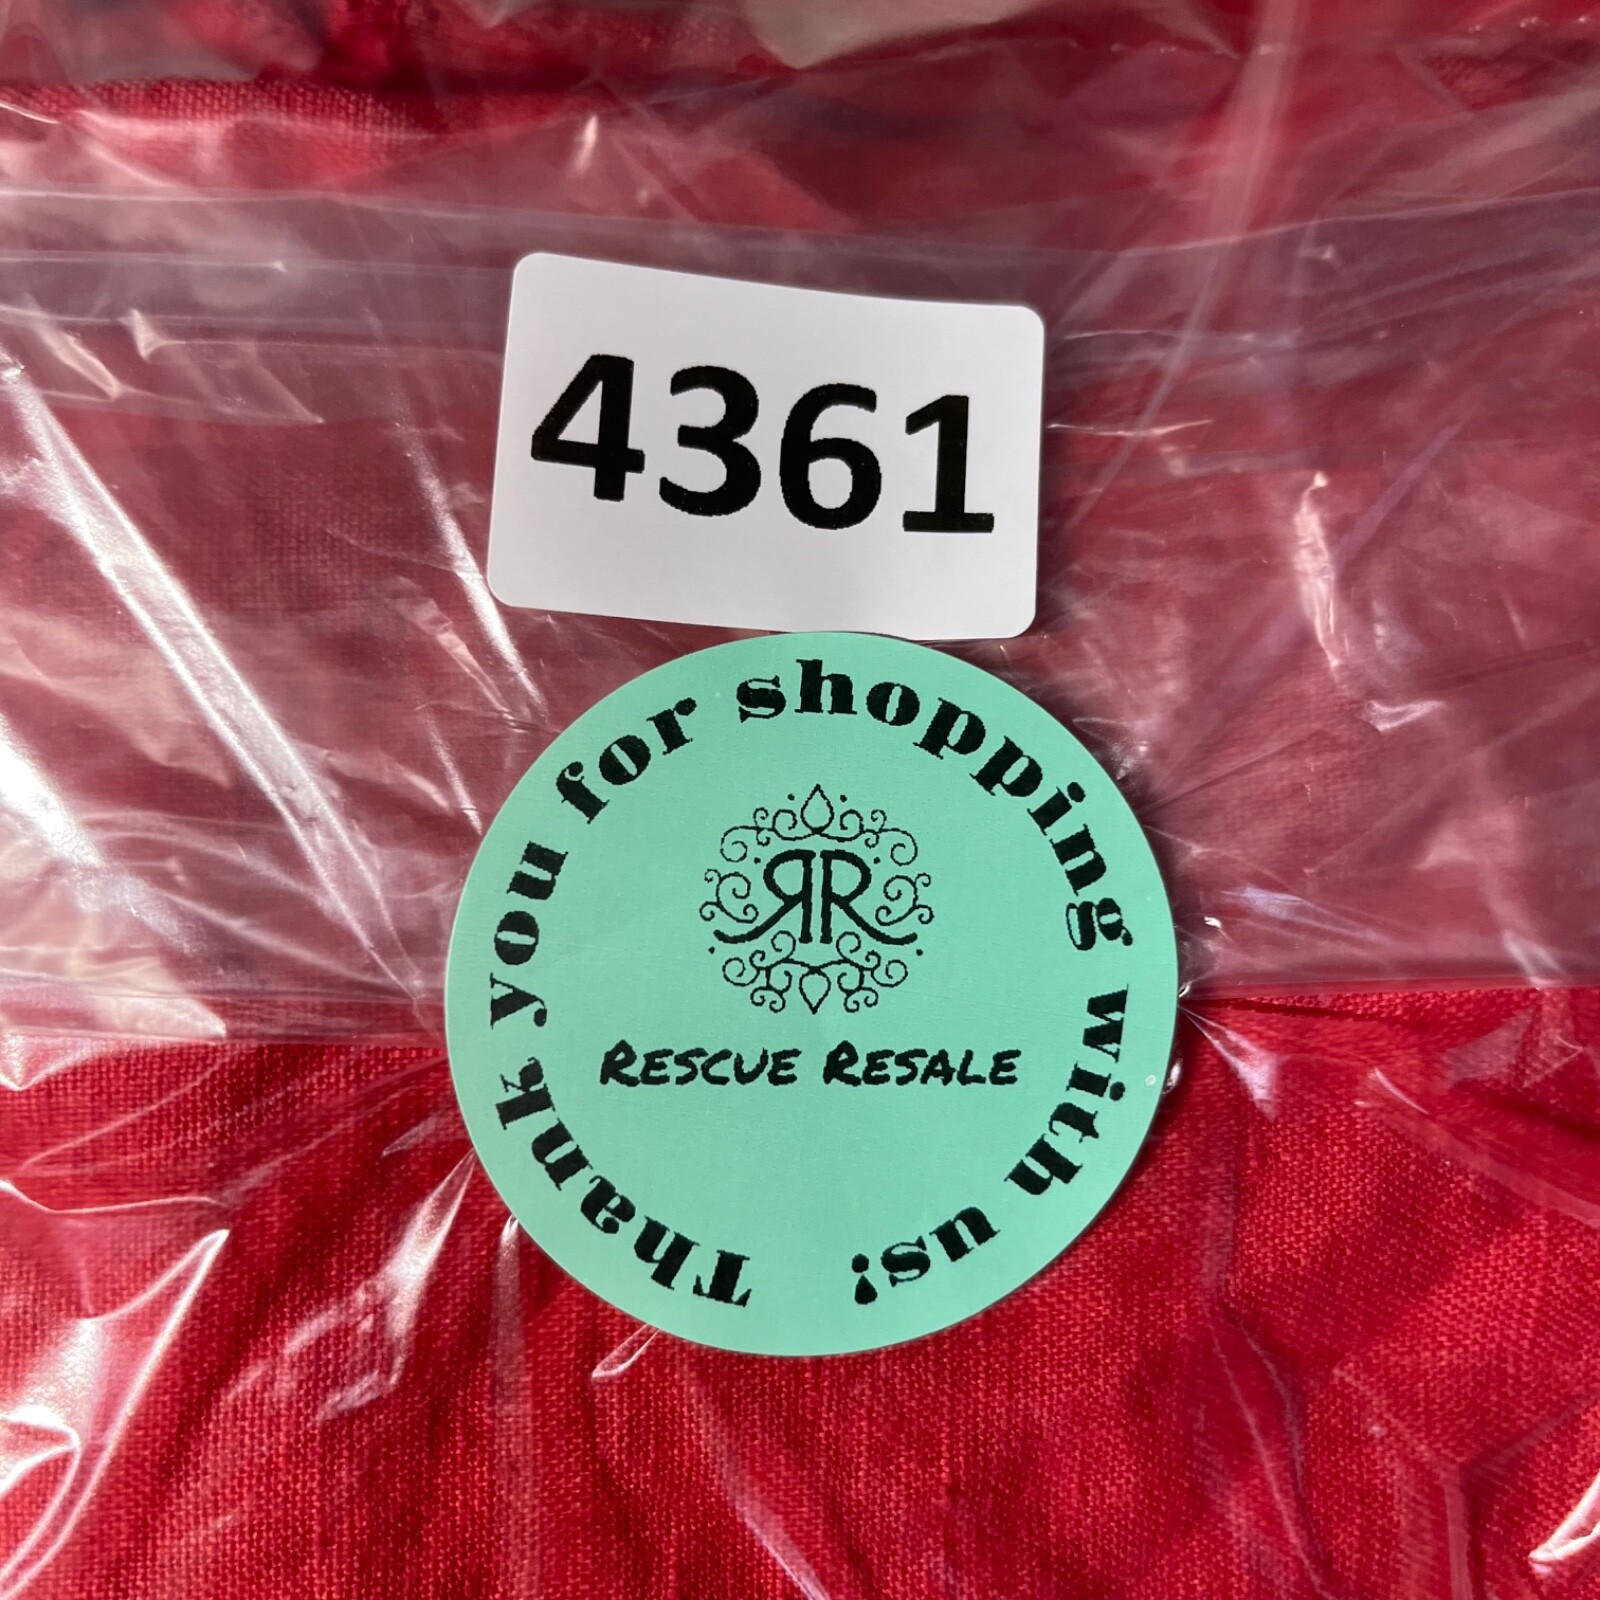 4361
Thank you for shopping with us!
RR
RESCUE RESALE